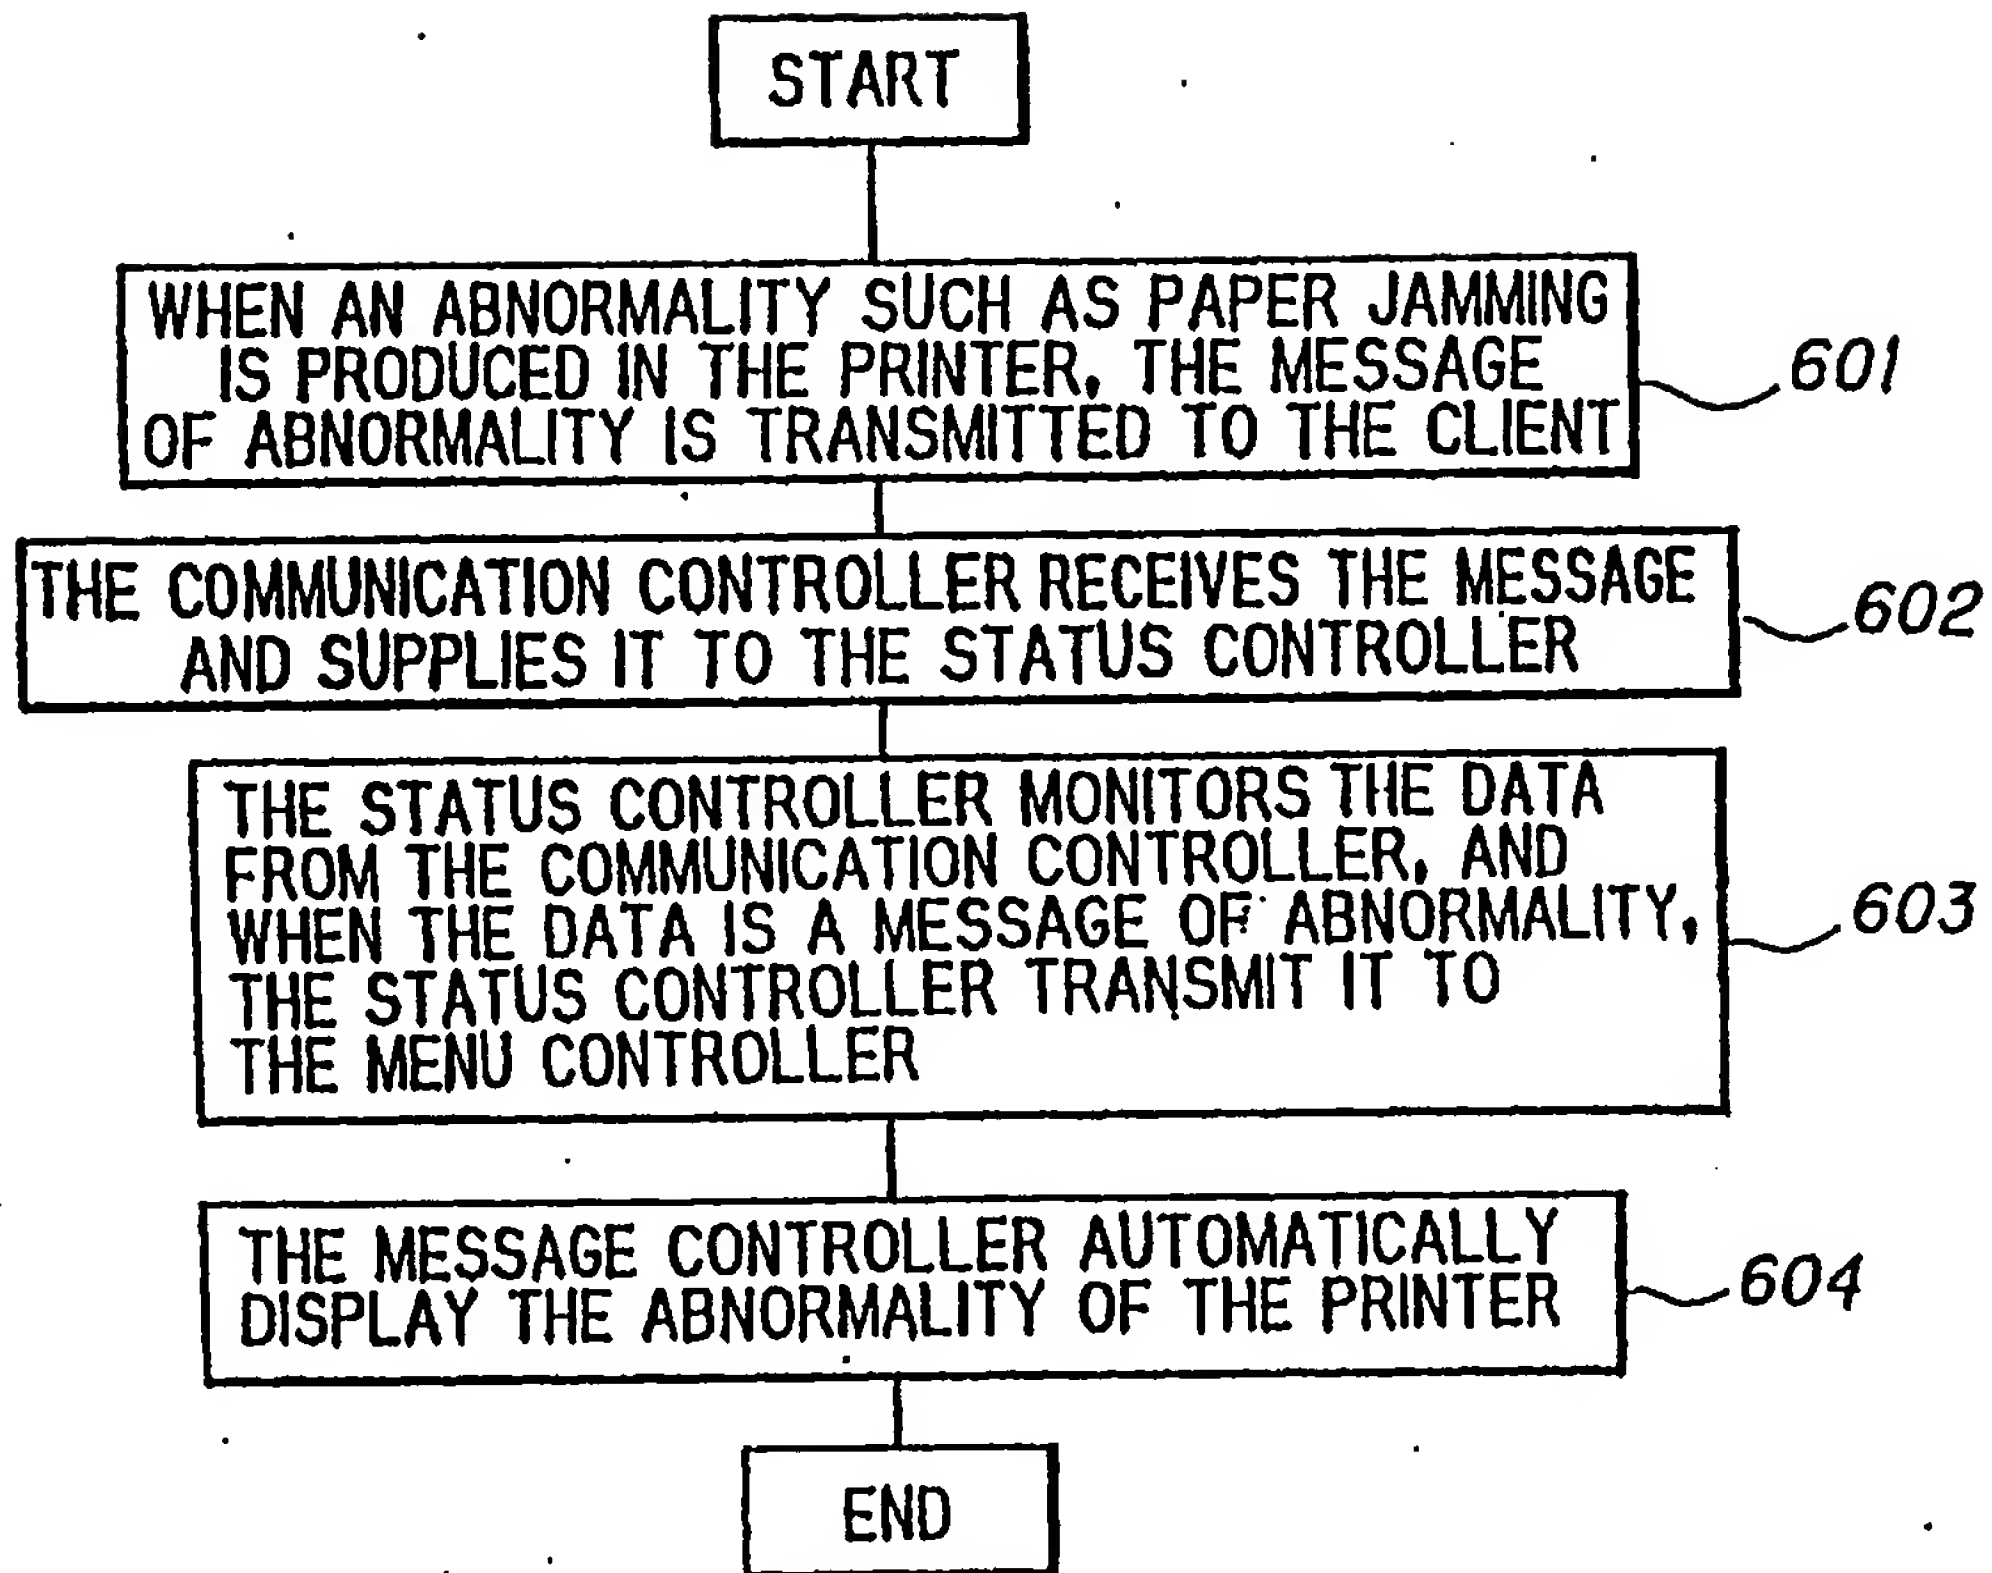 START
WHEN AN ABNORMALITY SUCH AS PAPER JAMMING
IS PRODUCED IN THE PRINTER, THE MESSAGE
OF ABNORMALITY IS TRANSMITTED TO THE CLIENT
601
THE COMMUNICATION CONTROLLER RECEIVES THE MESSAGE
AND SUPPLIES IT TO THE STATUS CONTROLLER
602
THE STATUS CONTROLLER MONITORS THE DATA
FROM THE COMMUNICATION CONTROLLER, AND
WHEN THE DATA IS A MESSAGE OF ABNORMALITY,
THE STATUS CONTROLLER TRANSMIT IT TO
THE MENU CONTROLLER
603
THE MESSAGE CONTROLLER AUTOMATICALLY
DISPLAY THE ABNORMALITY OF THE PRINTER
604
END